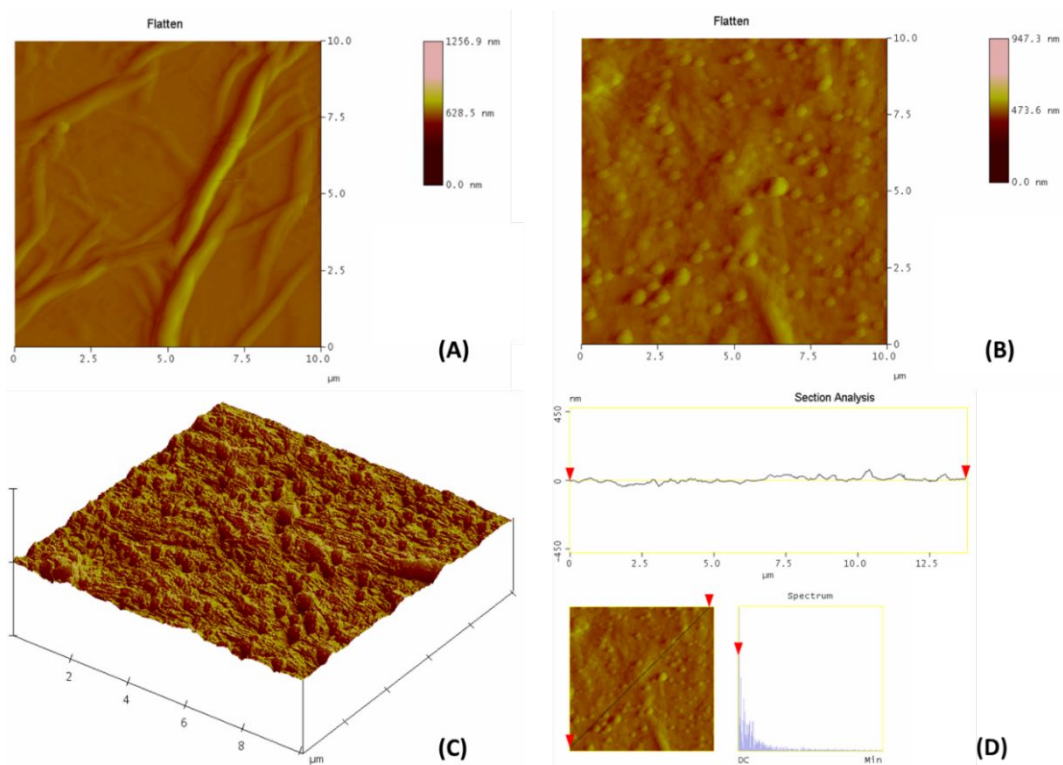 Flatten
1256.9 nm
628.5 nm
0.0 nm
10.0
7.5
5.0
2.5
0
0
2.5
5.0
7.5
10.0
µm
(A)
Flatten
947.3 nm
473.6 nm
0.0 nm
10.0
7.5
5.0
2.5
0
0
2.5
5.0
7.5
10.0
µm
(B)
2
4
6
8
µm
(C)
Section Analysis
nm
450
0
-450
0
2.5
5.0
7.5
10.0
12.5
µm
Spectrum
DC
Min
(D)